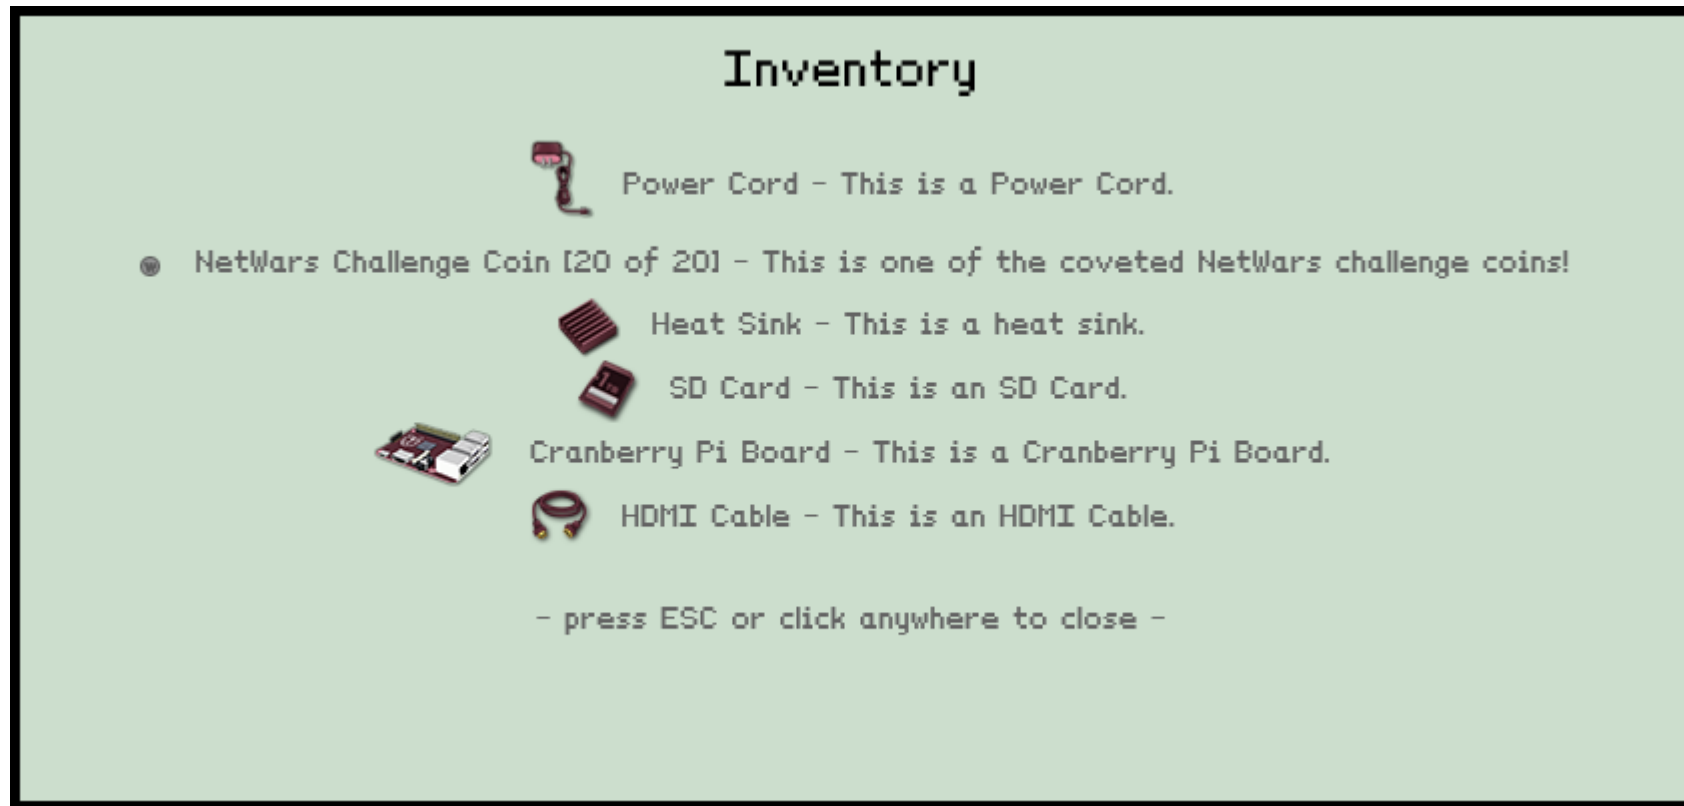 Inventory
Power Cord - This is a Power Cord.
NetWars Challenge Coin [20 of 20] - This is one of the coveted NetWars challenge coins!
Heat Sink - This is a heat sink.
SD Card - This is an SD Card.
Cranberry Pi Board - This is a Cranberry Pi Board.
HDMI Cable - This is an HDMI Cable.
- press ESC or click anywhere to close -